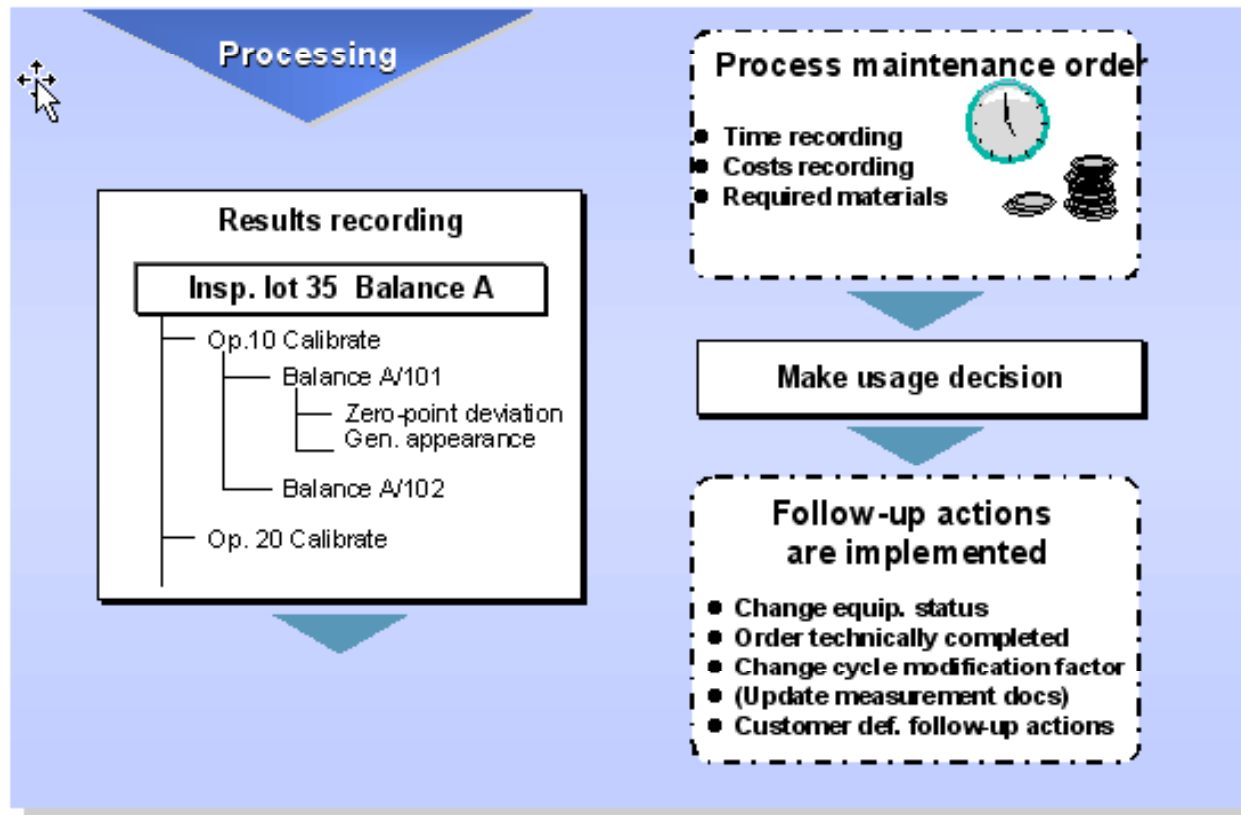 Processing
Results recording
Insp. lot 35 Balance A
Op.10 Calibrate
Balance A/101
Zero-point deviation
Gen. appearance
Balance A/102
Op. 20 Calibrate
Process maintenance order
● Time recording
● Costs recording
● Required materials
Make usage decision
Follow-up actions
are implemented
● Change equip. status
● Order technically completed
● Change cycle modification factor
● (Update measurement docs)
● Customer def. follow-up actions